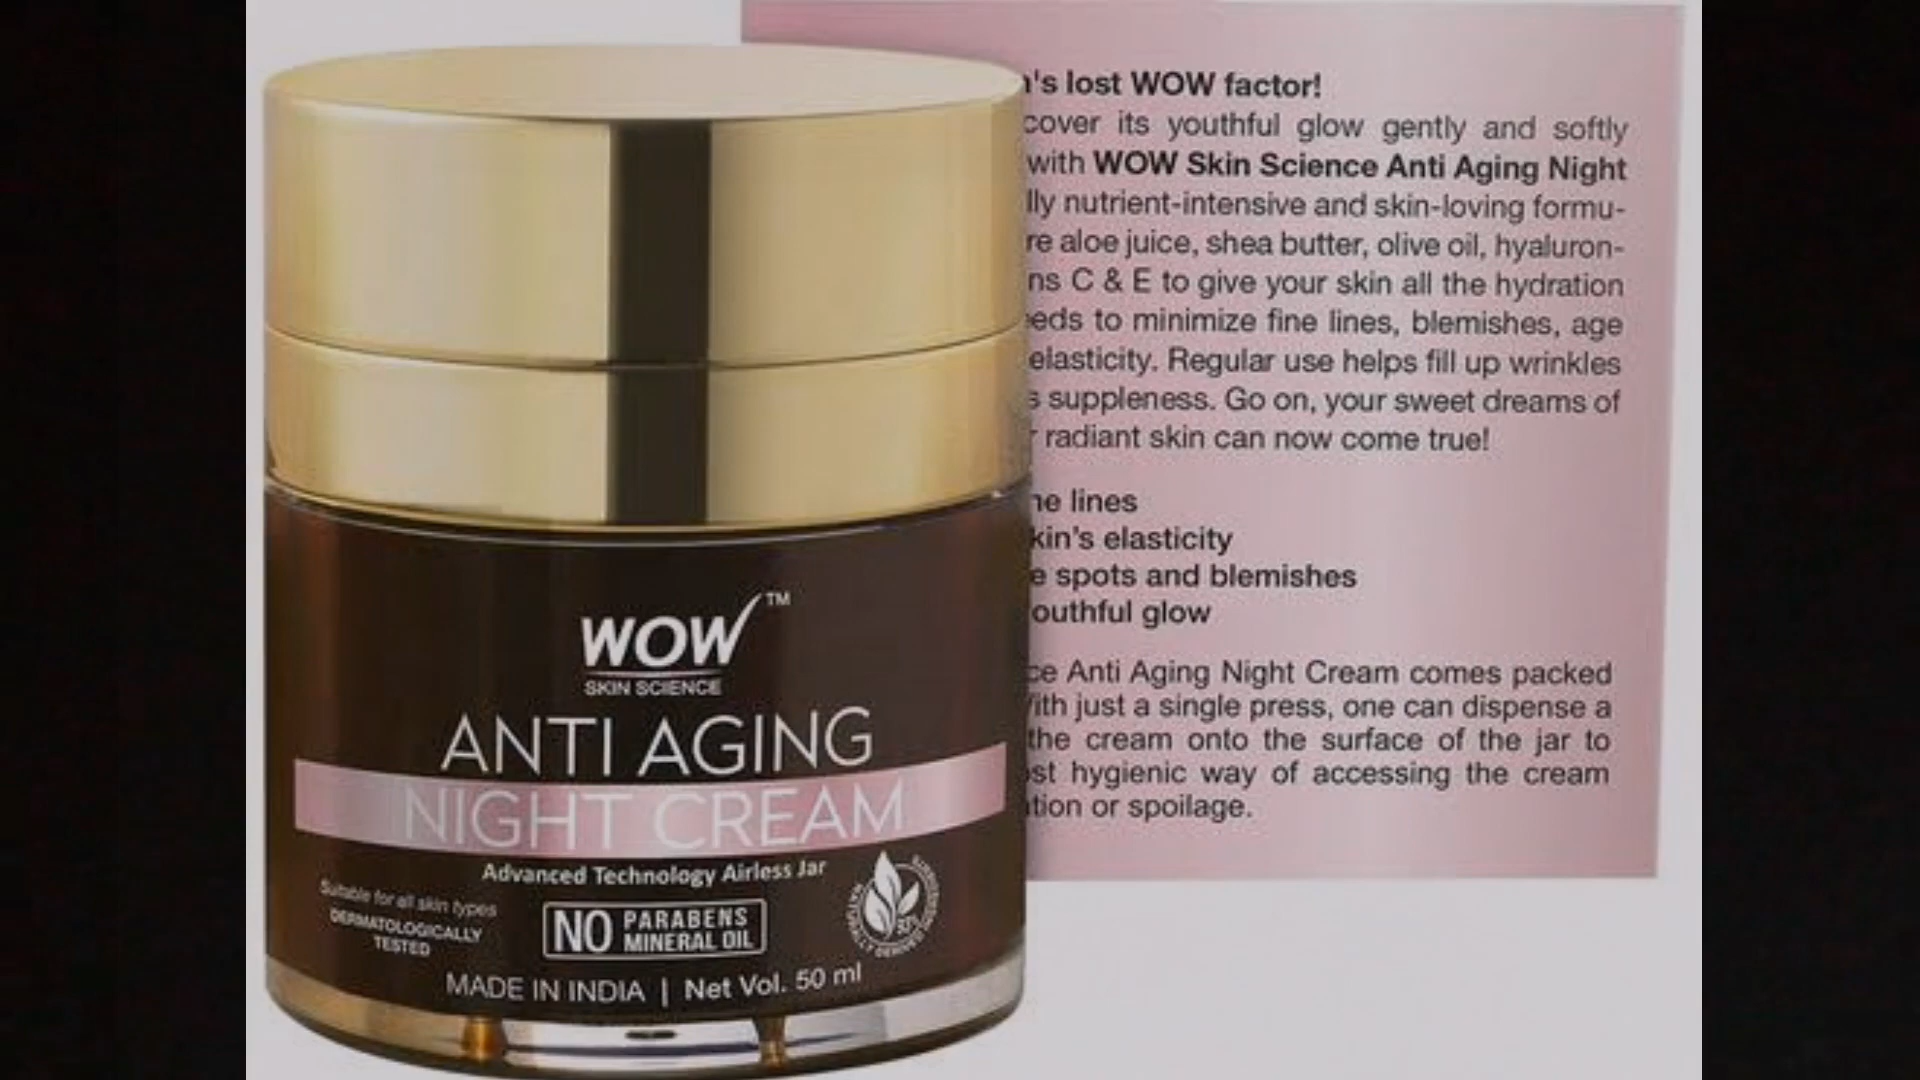 WOW™
SKIN SCIENCE
ANTI AGING
NIGHT CREAM
Advanced Technology Airless Jar
Suitable for all skin types
DERMATOLOGICALLY
TESTED
NO PARABENS
MINERAL OIL
NATURALLY DERIVED
MADE IN INDIA | Net Vol. 50 ml
n's lost WOW factor!
cover its youthful glow gently and softly
with WOW Skin Science Anti Aging Night
lly nutrient-intensive and skin-loving formu-
re aloe juice, shea butter, olive oil, hyaluron-
ns C & E to give your skin all the hydration
eds to minimize fine lines, blemishes, age
elasticity. Regular use helps fill up wrinkles
s suppleness. Go on, your sweet dreams of
r radiant skin can now come true!
ne lines
kin's elasticity
e spots and blemishes
outhful glow
ce Anti Aging Night Cream comes packed
ith just a single press, one can dispense a
the cream onto the surface of the jar to
st hygienic way of accessing the cream
tion or spoilage.